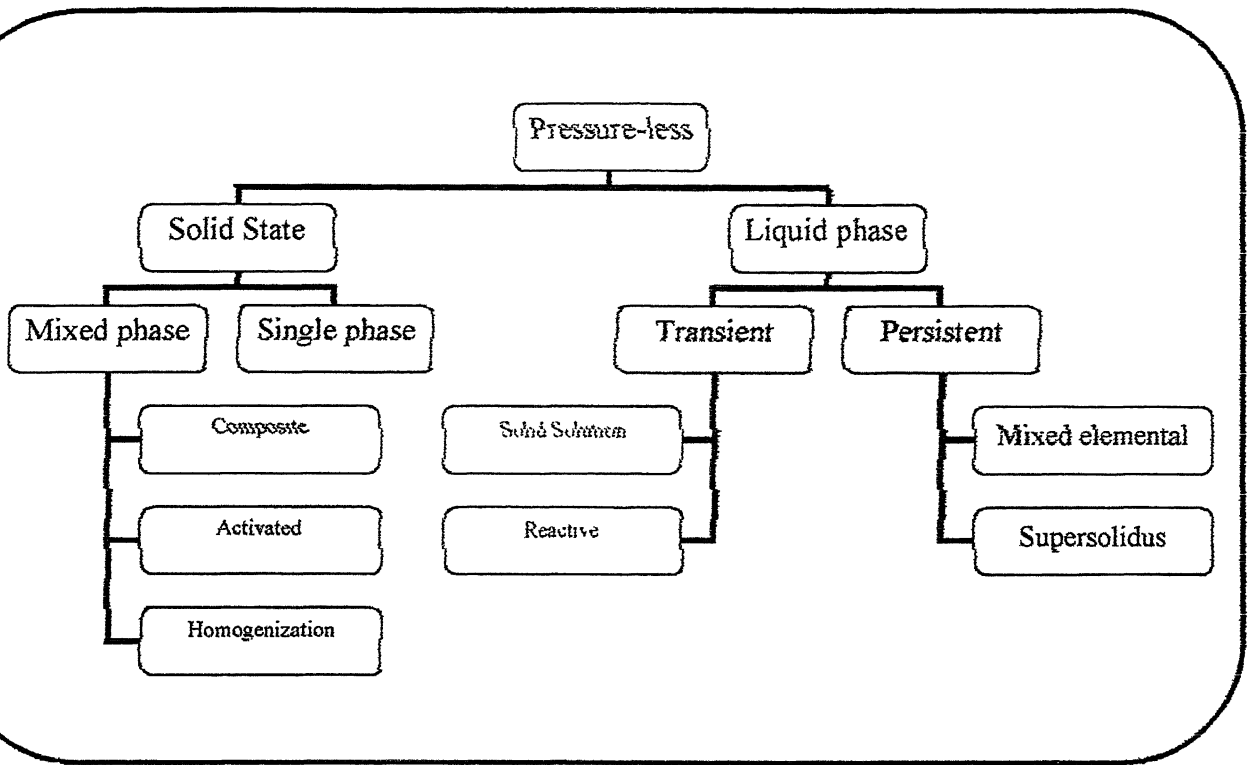 Pressure-less
Solid State
Liquid phase
Mixed phase
Single phase
Transient
Persistent
Composite
Solid Solution
Mixed elemental
Activated
Reactive
Supersolidus
Homogenization